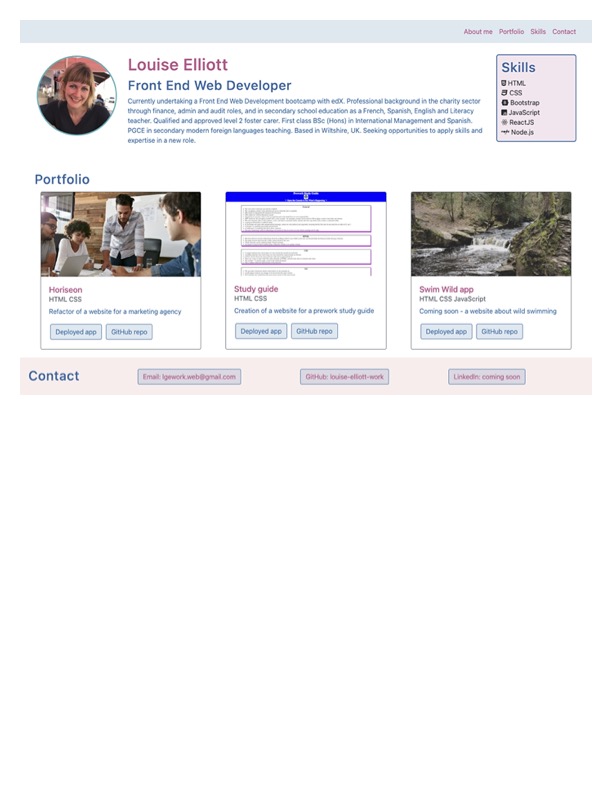 About me Portfolio Skills Contact
Louise Elliott
Front End Web Developer
Currently undertaking a Front End Web Development bootcamp with edX. Professional background in the charity sector
through finance, admin and audit roles, and in secondary school education as a French, Spanish, English and Literacy
teacher. Qualified and approved level 2 foster carer. First class BSc (Hons) in International Management and Spanish.
PGCE in secondary modern foreign languages teaching. Based in Wiltshire, UK. Seeking opportunities to apply skills and
expertise in a new role.
Skills
HTML
CSS
Bootstrap
JavaScript
ReactJS
Node.js
Portfolio
Horiseon
HTML CSS
Refactor of a website for a marketing agency
Deployed app GitHub repo
Study guide
HTML CSS
Creation of a website for a prework study guide
Deployed app GitHub repo
Swim Wild app
HTML CSS JavaScript
Coming soon - a website about wild swimming
Deployed app GitHub repo
Contact
Email: lgework.web@gmail.com
GitHub: louise-elliott-work
LinkedIn: coming soon